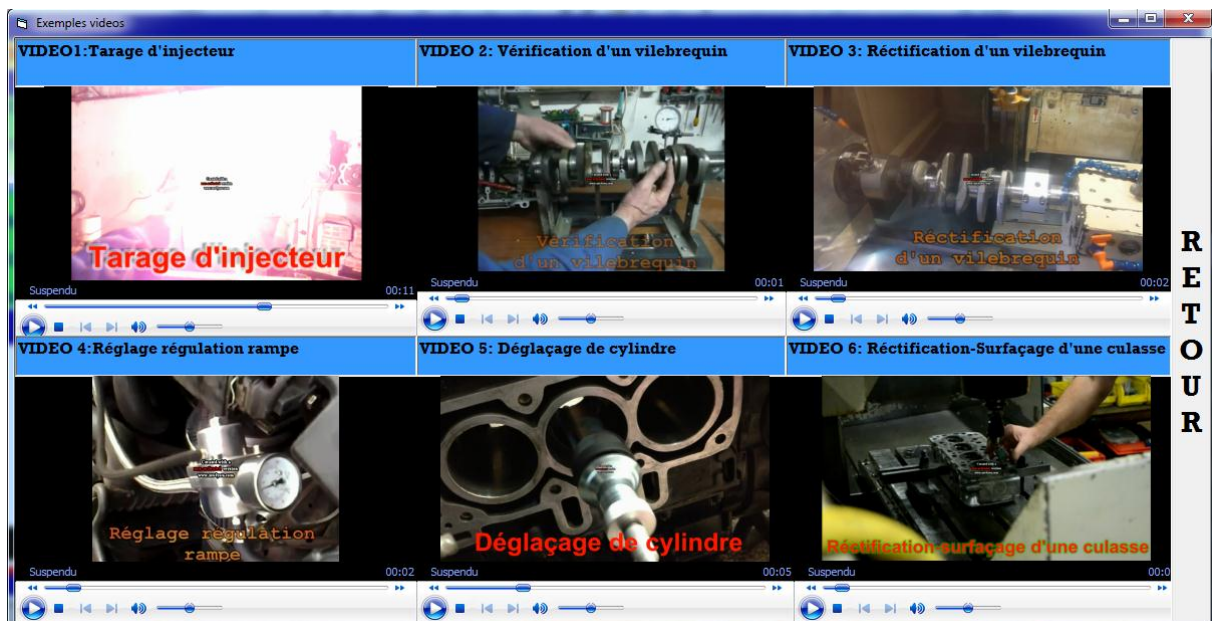 Exemples videos
VIDEO1:Tarage d'injecteur
VIDEO 2: Vérification d'un vilebrequin
VIDEO 3: Réctification d'un vilebrequin
Tarage d'injecteur
Vérification
d'un vilebrequin
Réctification
d'un vilebrequin
Suspendu
00:11
Suspendu
00:01
Suspendu
00:02
VIDEO 4:Réglage régulation rampe
VIDEO 5: Déglaçage de cylindre
VIDEO 6: Réctification-Surfaçage d'une culasse
Réglage régulation
rampe
Déglaçage de cylindre
Réctification-surfaçage d'une culasse
Suspendu
00:02
Suspendu
00:05
Suspendu
00:0
RETOUR